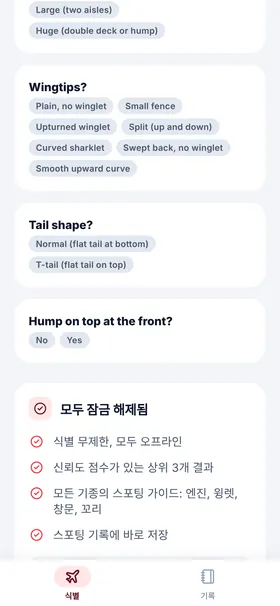 Large (two aisles)
Huge (double deck or hump)
Wingtips?
Plain, no winglet
Small fence
Upturned winglet
Split (up and down)
Curved sharklet
Swept back, no winglet
Smooth upward curve
Tail shape?
Normal (flat tail at bottom)
T-tail (flat tail on top)
Hump on top at the front?
No
Yes
모두 잠금 해제됨
식별 무제한, 모두 오프라인
신뢰도 점수가 있는 상위 3개 결과
모든 기종의 스포팅 가이드: 엔진, 윙렛,
창문, 꼬리
스포팅 기록에 바로 저장
식별
기록